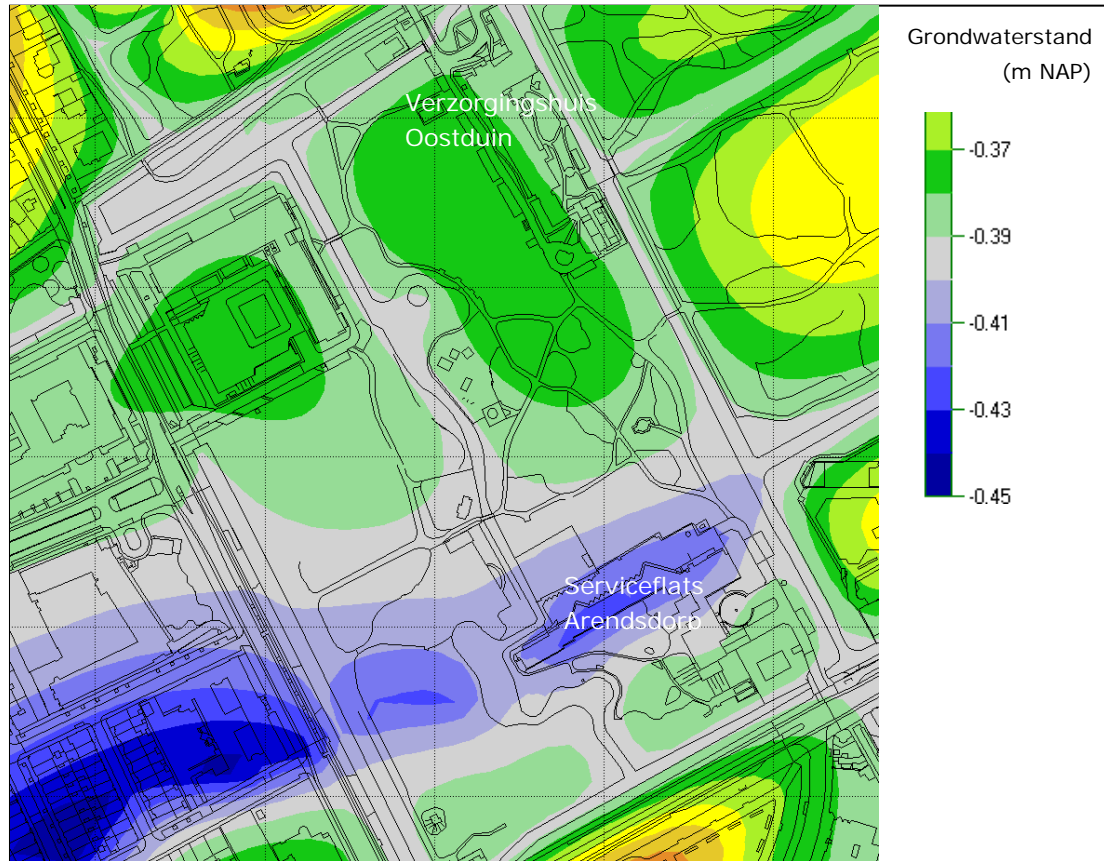 Grondwaterstand
(m NAP)
-0.37
-0.39
-0.41
-0.43
-0.45
Verzorgingshuis
Oostduin
Serviceflats
Arendsdorp